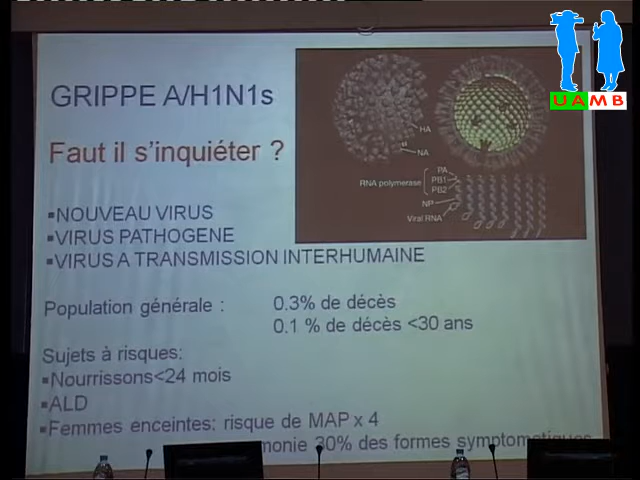 UAMB
GRIPPE A/H1N1s
Faut il s'inquiéter ?
HA
NA
PA
RNA polymerase
PB1
PB2
NP
Viral RNA
▪NOUVEAU VIRUS
▪VIRUS PATHOGENE
▪VIRUS A TRANSMISSION INTERHUMAINE
Population générale : 0.3% de décès
0.1 % de décès <30 ans
Sujets à risques:
▪Nourrissons<24 mois
▪ALD
▪Femmes enceintes: risque de MAP x 4
30% des formes symptomatiques